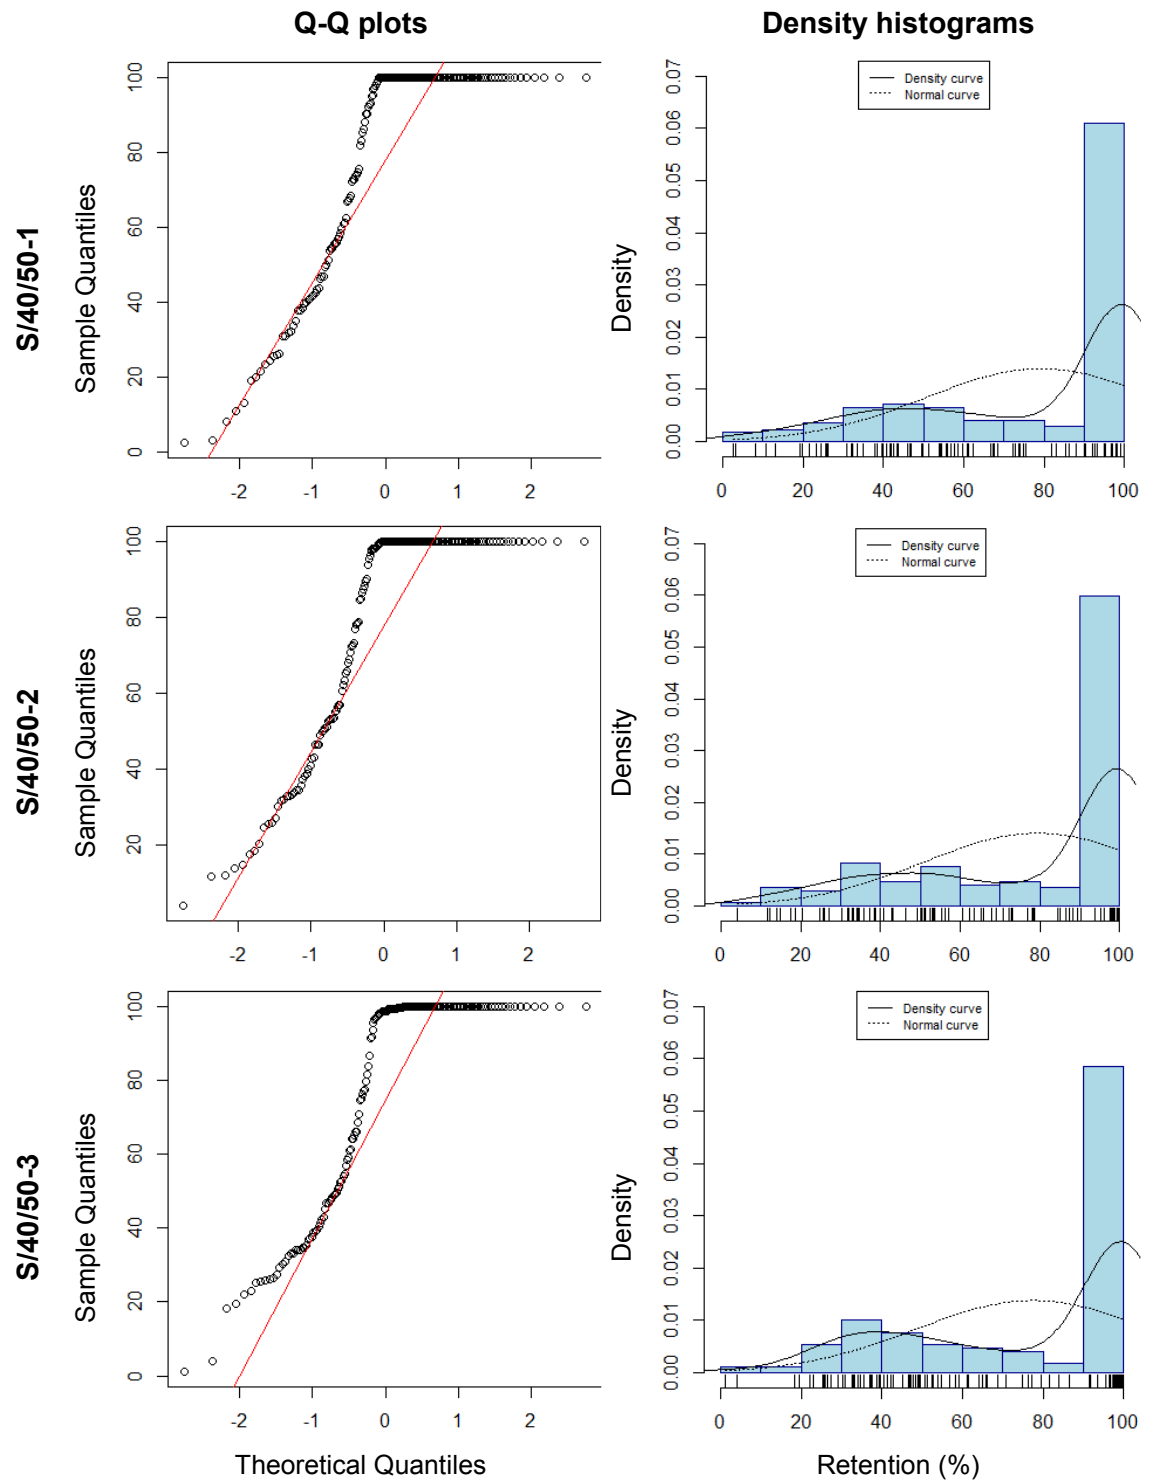 Q-Q plots
Density histograms
S/40/50-1
Sample Quantiles
0 20 40 60 80 100
-2 -1 0 1 2
Density
0.00 0.01 0.02 0.03 0.04 0.05 0.06 0.07
Density curve
Normal curve
0 20 40 60 80 100
S/40/50-2
Sample Quantiles
20 40 60 80 100
-2 -1 0 1 2
Density
0.00 0.01 0.02 0.03 0.04 0.05 0.06 0.07
Density curve
Normal curve
0 20 40 60 80 100
S/40/50-3
Sample Quantiles
0 20 40 60 80 100
-2 -1 0 1 2
Theoretical Quantiles
Density
0.00 0.01 0.02 0.03 0.04 0.05 0.06 0.07
Density curve
Normal curve
0 20 40 60 80 100
Retention (%)